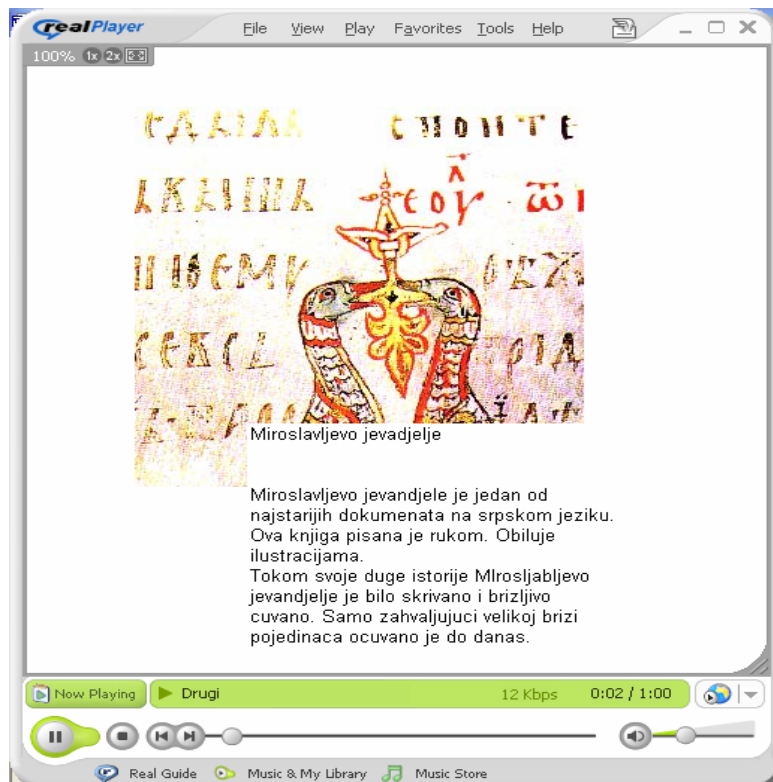 realPlayer
File View Play Favorites Tools Help
100% 1x 2x
Miroslavljevo jevadjelje
Miroslavljevo jevandjele je jedan od
najstarijih dokumenata na srpskom jeziku.
Ova knjiga pisana je rukom. Obiluje
ilustracijama.
Tokom svoje duge istorije MIrosljabljevo
jevandjelje je bilo skrivano i brizljivo
cuvano. Samo zahvaljujuci velikoj brizi
pojedinaca ocuvano je do danas.
Now Playing Drugi 12 Kbps 0:02 / 1:00
Real Guide Music & My Library Music Store